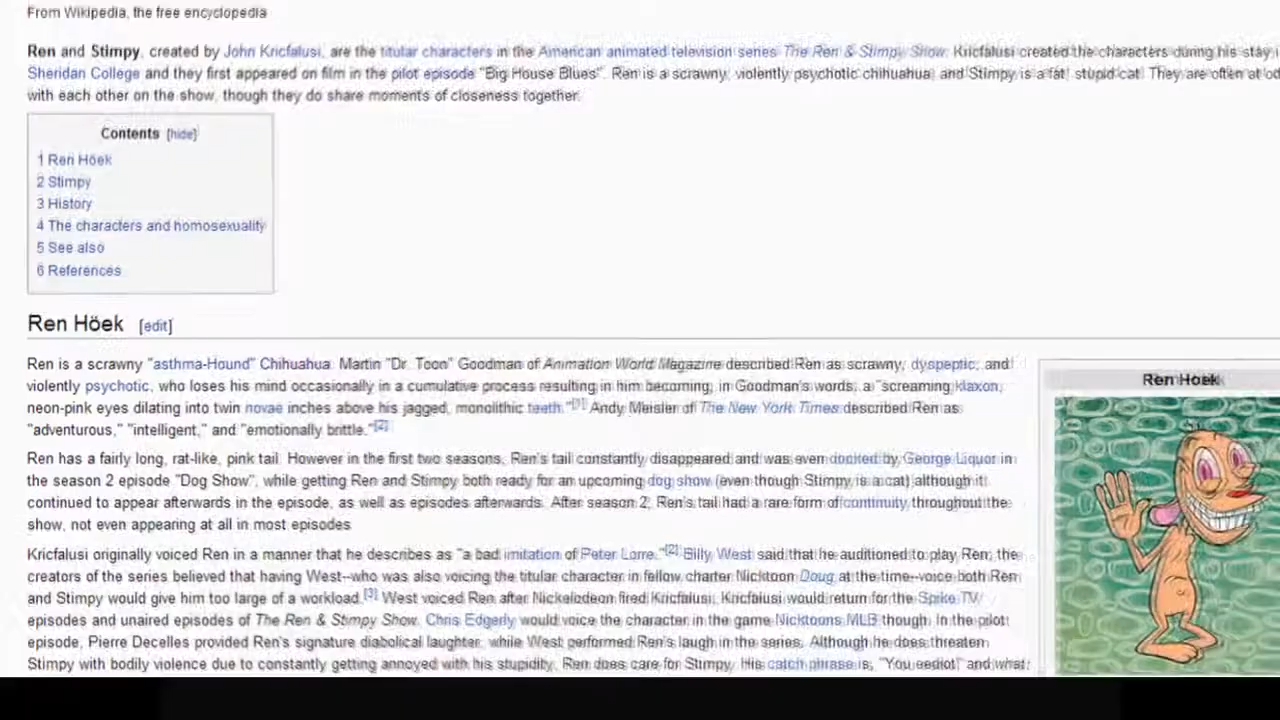 From Wikipedia, the free encyclopedia
Ren and Stimpy, created by John Kricfalusi, are the titular characters in the American animated television series The Ren & Stimpy Show. Kricfalusi created the characters during his stay
Sheridan College and they first appeared on film in the pilot episode "Big House Blues". Ren is a scrawny, violently psychotic chihuahua, and Stimpy is a fat, stupid cat. They are often at
with each other on the show, though they do share moments of closeness together.
Contents [hide]
1 Ren Höek
2 Stimpy
3 History
4 The characters and homosexuality
5 See also
6 References
Ren Höek [edit]
Ren is a scrawny "asthma-Hound" Chihuahua. Martin "Dr. Toon" Goodman of Animation World Magazine described Ren as scrawny, dyspeptic, and
violently psychotic, who loses his mind occasionally in a cumulative process resulting in him becoming, in Goodman's words, a "screaming klaxon,
neon-pink eyes dilating into twin novae inches above his jagged, monolithic teeth."[1] Andy Meisler of The New York Times described Ren as
"adventurous," "intelligent," and "emotionally brittle."[2]
Ren has a fairly long, rat-like, pink tail. However in the first two seasons, Ren's tail constantly disappeared and was even docked by George Liquor in
the season 2 episode "Dog Show", while getting Ren and Stimpy both ready for an upcoming dog show (even though Stimpy is a cat) although it
continued to appear afterwards in the episode, as well as episodes afterwards. After season 2, Ren's tail had a rare form of continuity throughout the
show, not even appearing at all in most episodes.
Kricfalusi originally voiced Ren in a manner that he describes as "a bad imitation of Peter Lorre."[2] Billy West said that he auditioned to play Ren; the
creators of the series believed that having West--who was also voicing the titular character in fellow charter Nicktoon Doug at the time--voice both Ren
and Stimpy would give him too large of a workload.[3] West voiced Ren after Nickelodeon fired Kricfalusi; Kricfalusi would return for the Spike TV
episodes and unaired episodes of The Ren & Stimpy Show. Chris Edgerly would voice the character in the game Nicktoons MLB though. In the pilot
episode, Pierre Decelles provided Ren's signature diabolical laughter, while West performed Ren's laugh in the series. Although he does threaten
Stimpy with bodily violence due to constantly getting annoyed with his stupidity, Ren does care for Stimpy. His catch phrase is, "You eediot!" and what
Ren Hoek